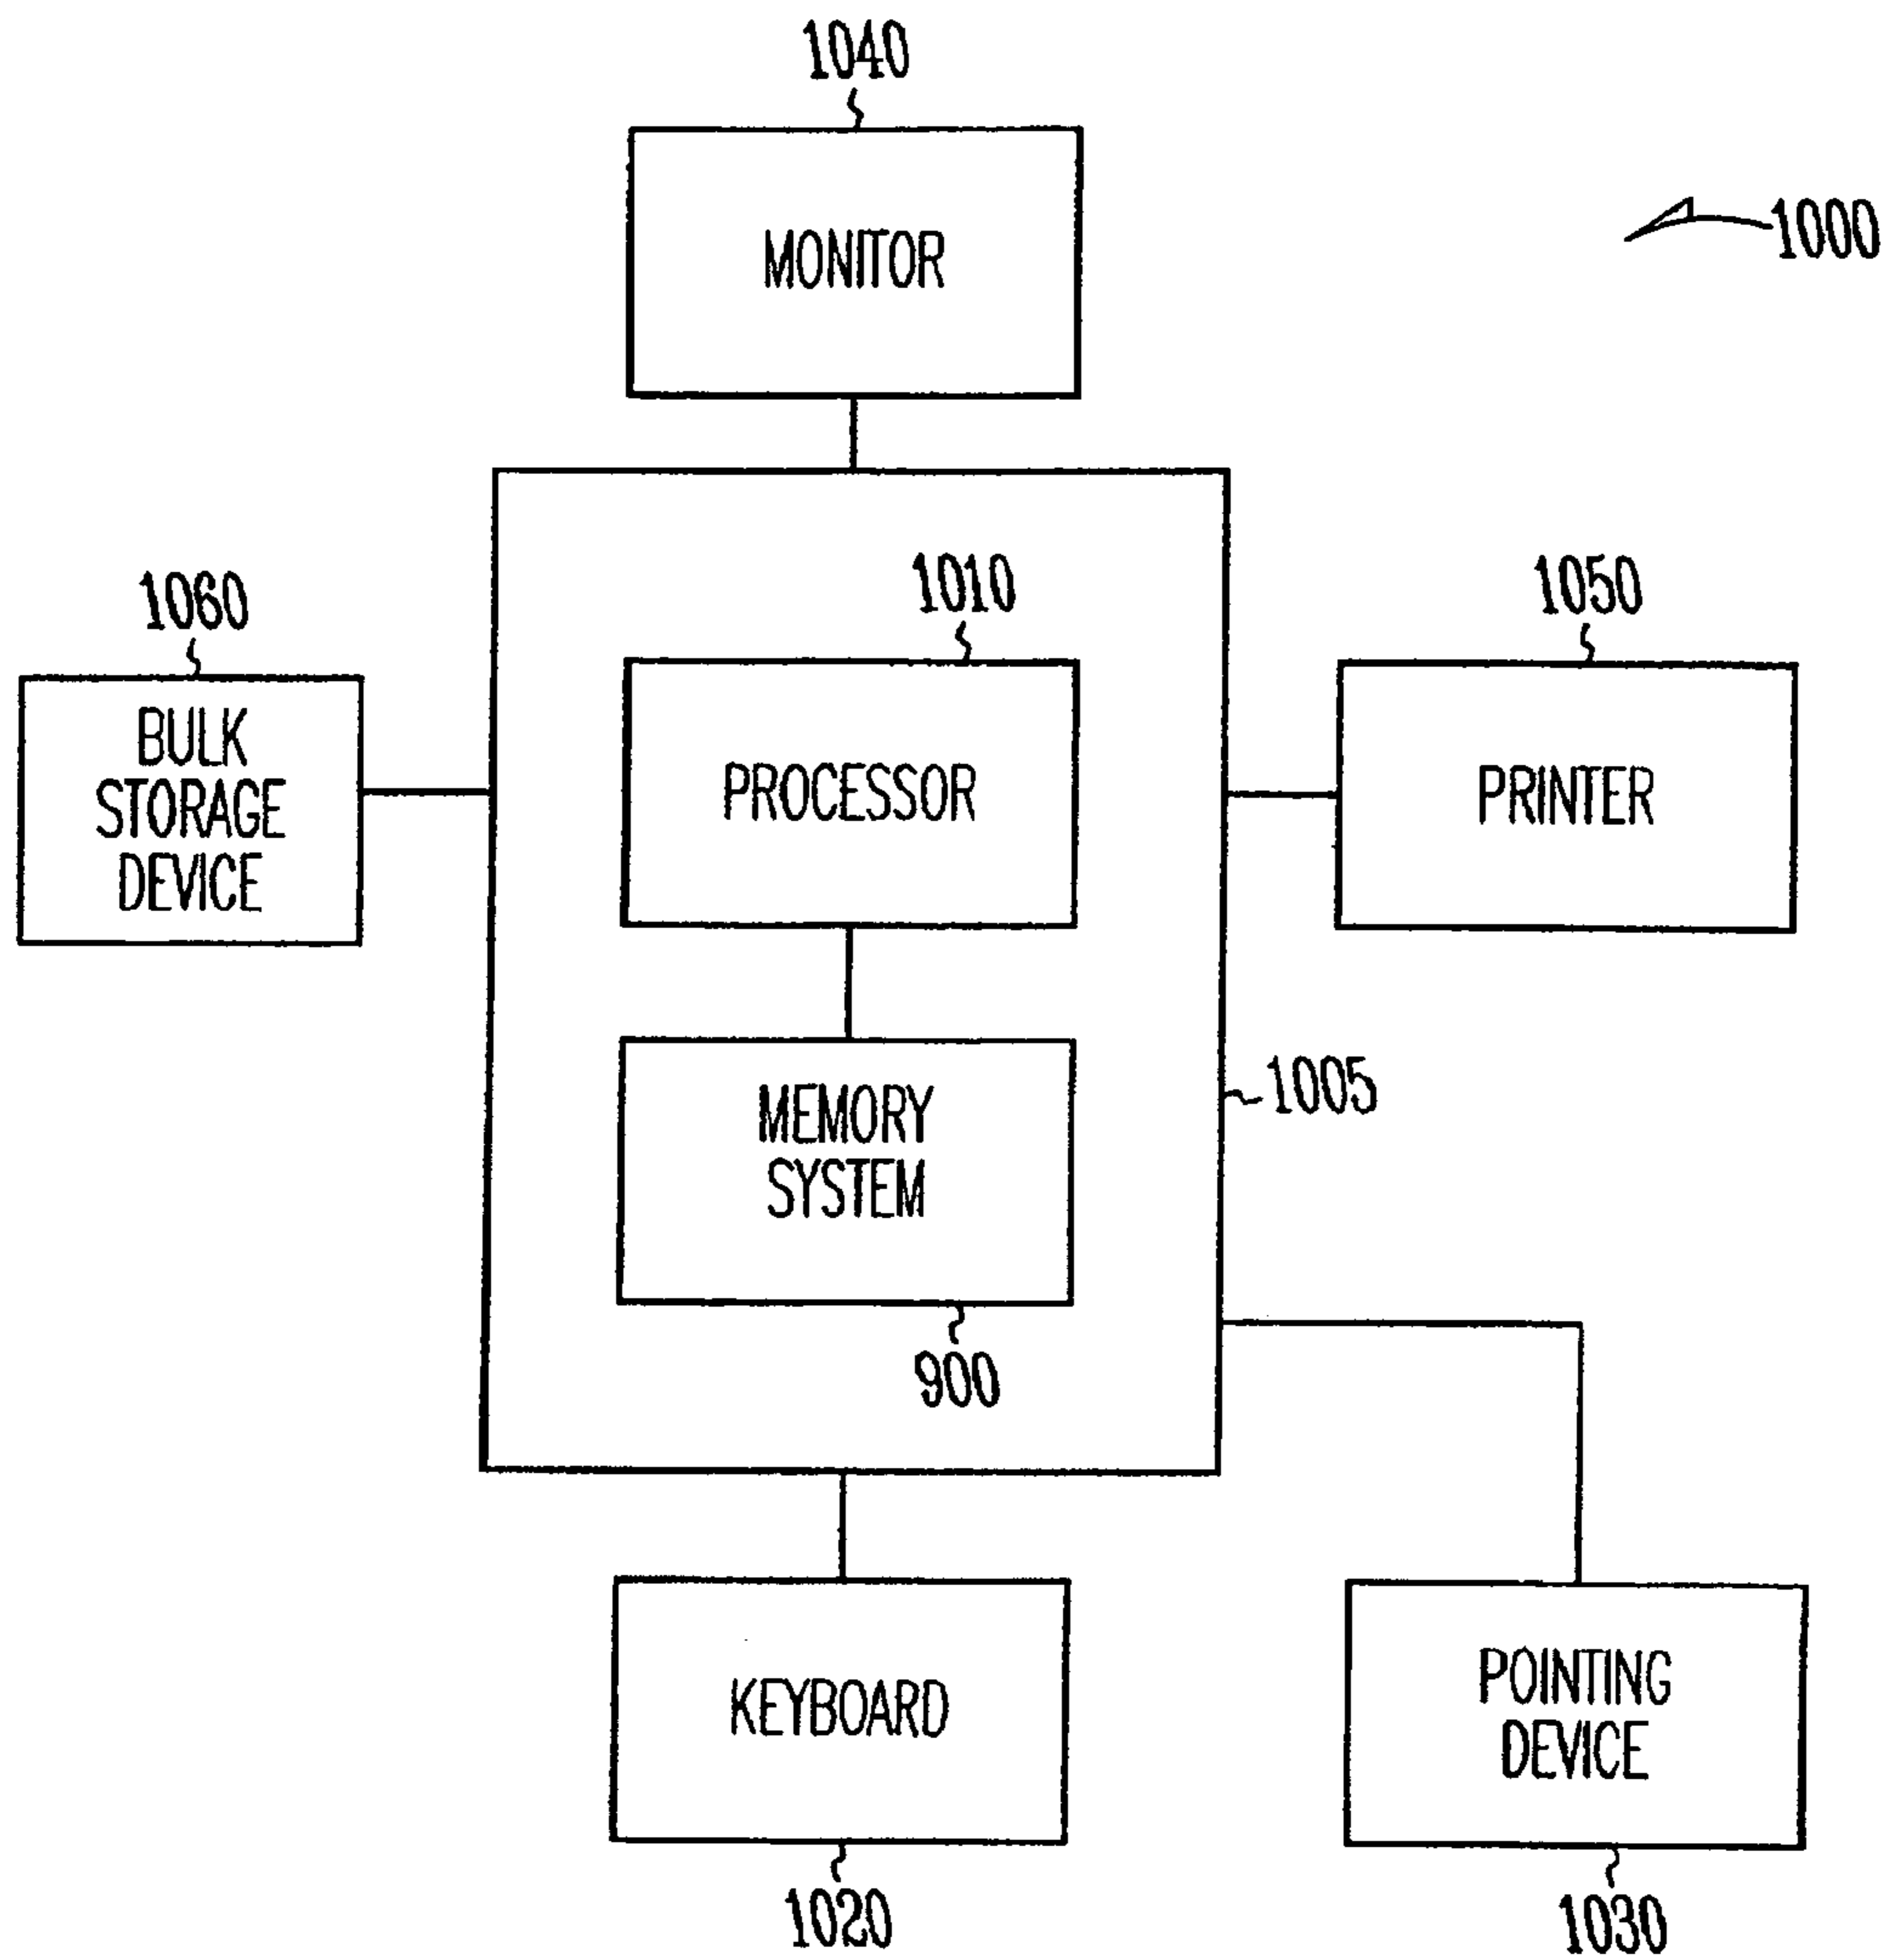 1040
MONITOR
1000
1060
BULK
STORAGE
DEVICE
1010
PROCESSOR
1050
PRINTER
MEMORY
SYSTEM
900
1005
KEYBOARD
1020
POINTING
DEVICE
1030